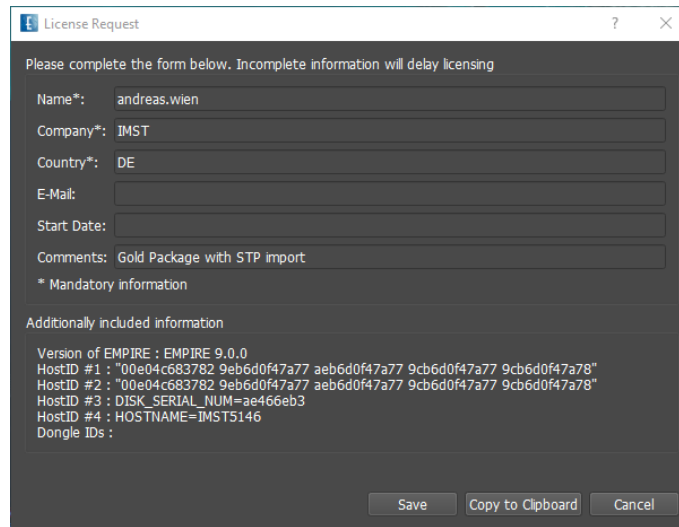 License Request
Please complete the form below. Incomplete information will delay licensing
Name*: andreas.wien
Company*: IMST
Country*: DE
E-Mail:
Start Date:
Comments: Gold Package with STP import
* Mandatory information
Additionally included information
Version of EMPIRE : EMPIRE 9.0.0
HostID #1 : "00e04c683782 9eb6d0f47a77 aeb6d0f47a77 9cb6d0f47a77 9cb6d0f47a78"
HostID #2 : "00e04c683782 9eb6d0f47a77 aeb6d0f47a77 9cb6d0f47a77 9cb6d0f47a78"
HostID #3 : DISK_SERIAL_NUM=ae466eb3
HostID #4 : HOSTNAME=IMST5146
Dongle IDs :
Save Copy to Clipboard Cancel